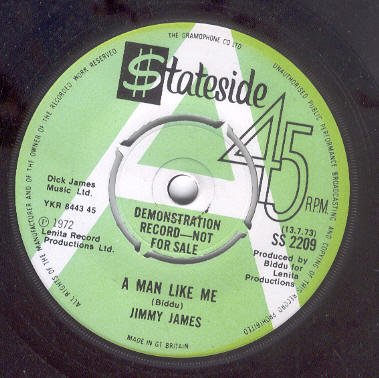 THE GRAMOPHONE CO LTD
ALL RIGHTS OF THE MANUFACTURER AND OF THE OWNER OF THE RECORDED WORK RESERVED
UNAUTHORISED PUBLIC PERFORMANCE BROADCASTING AND COPYING OF THIS RECORD PROHIBITED
$tateside
A
45
R.P.M.
Dick James
Music Ltd.
YKR 8443 45
℗ 1972
Lenita Record
Productions Ltd.
DEMONSTRATION
RECORD—NOT
FOR SALE
(13.7.73)
SS 2209
Produced by
Biddu for
Lenita
Productions
A MAN LIKE ME
(Biddu)
JIMMY JAMES
MADE IN GT BRITAIN